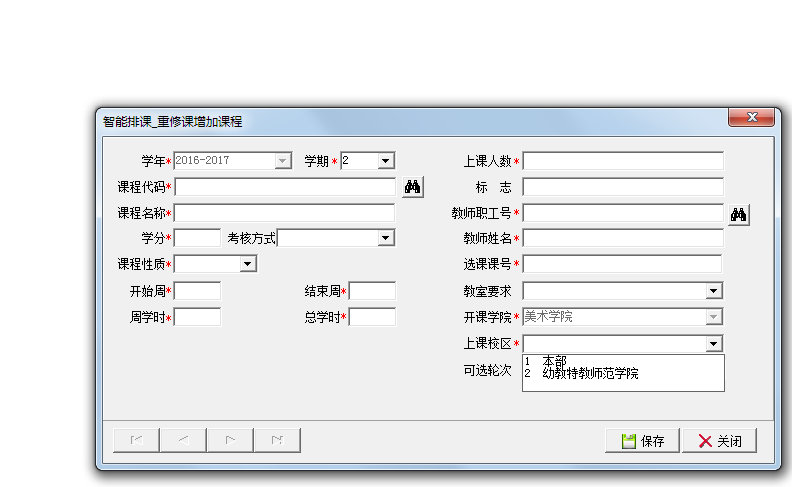 智能排课_重修课增加课程
学年* 2016-2017 学期* 2 上课人数*
课程代码* 标 志
课程名称* 教师职工号*
学分* 考核方式 教师姓名*
课程性质* 选课课号*
开始周* 结束周* 教室要求
周学时* 总学时* 开课学院* 美术学院
上课校区*
1 本部
可选轮次 2 幼教特教师范学院
保存 关闭